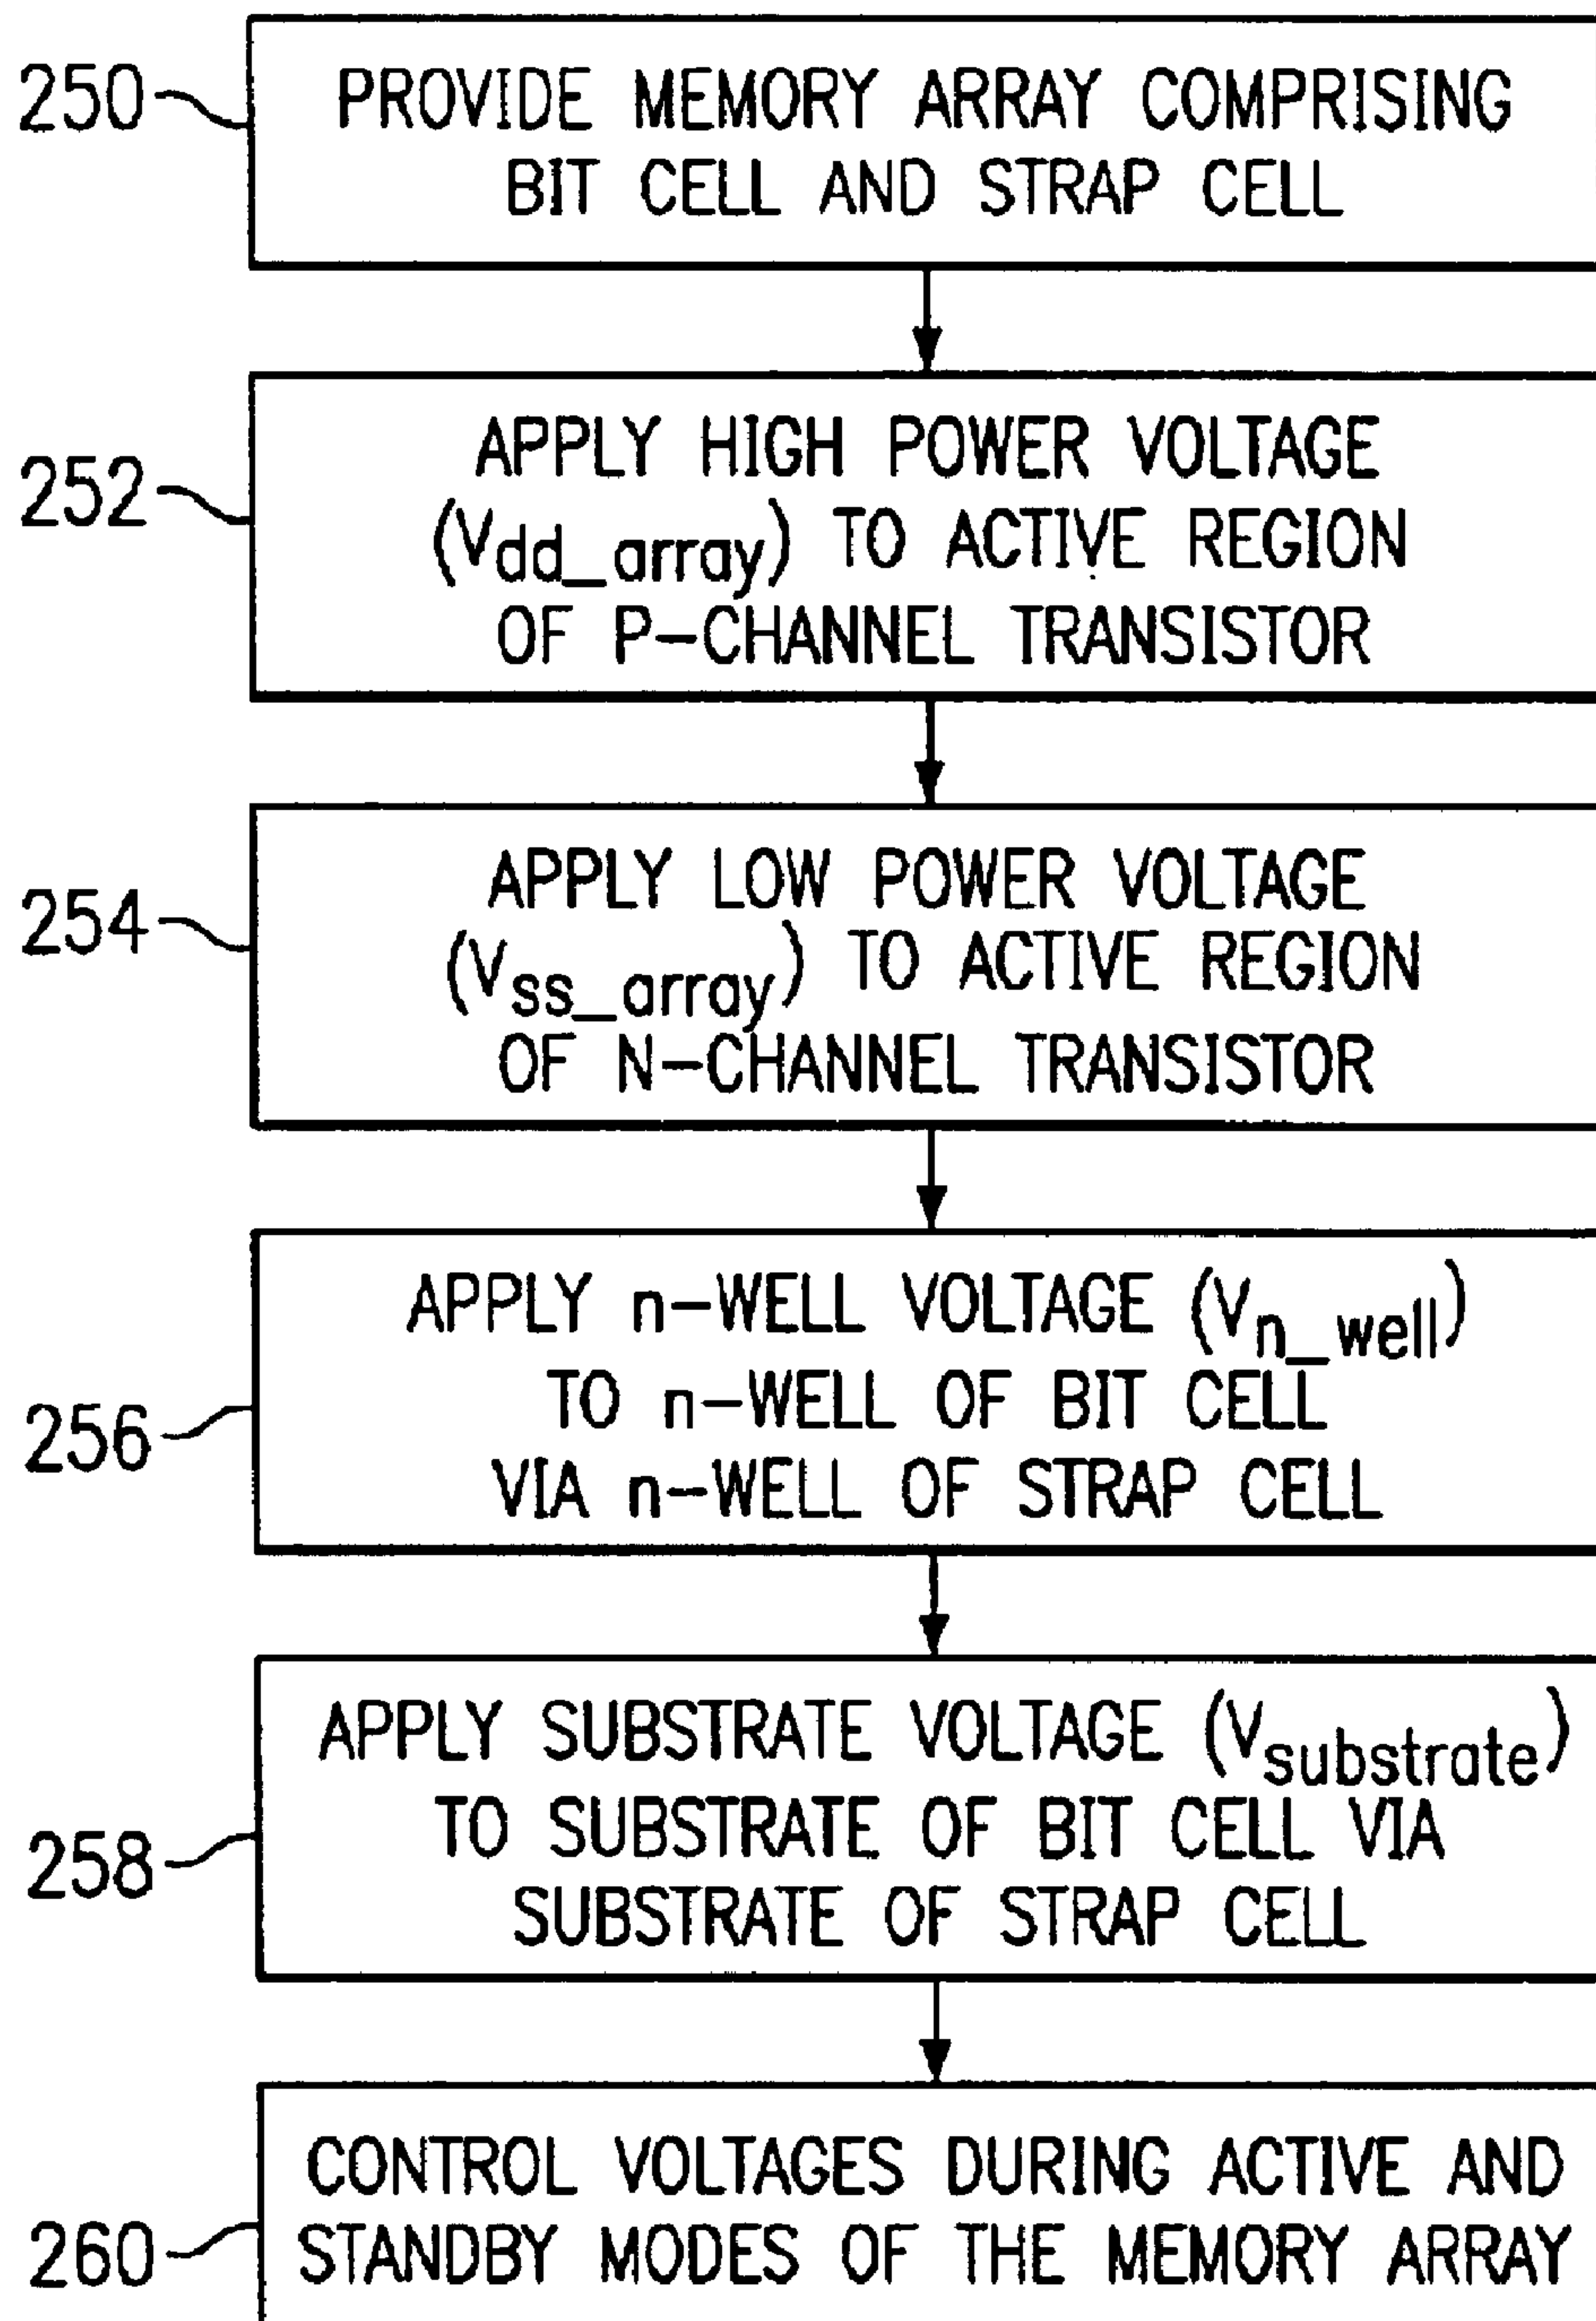 250
PROVIDE MEMORY ARRAY COMPRISING
BIT CELL AND STRAP CELL
252
APPLY HIGH POWER VOLTAGE
(Vdd_array) TO ACTIVE REGION
OF P-CHANNEL TRANSISTOR
254
APPLY LOW POWER VOLTAGE
(Vss_array) TO ACTIVE REGION
OF N-CHANNEL TRANSISTOR
256
APPLY n-WELL VOLTAGE (Vn_well)
TO n-WELL OF BIT CELL
VIA n-WELL OF STRAP CELL
258
APPLY SUBSTRATE VOLTAGE (Vsubstrate)
TO SUBSTRATE OF BIT CELL VIA
SUBSTRATE OF STRAP CELL
260
CONTROL VOLTAGES DURING ACTIVE AND
STANDBY MODES OF THE MEMORY ARRAY